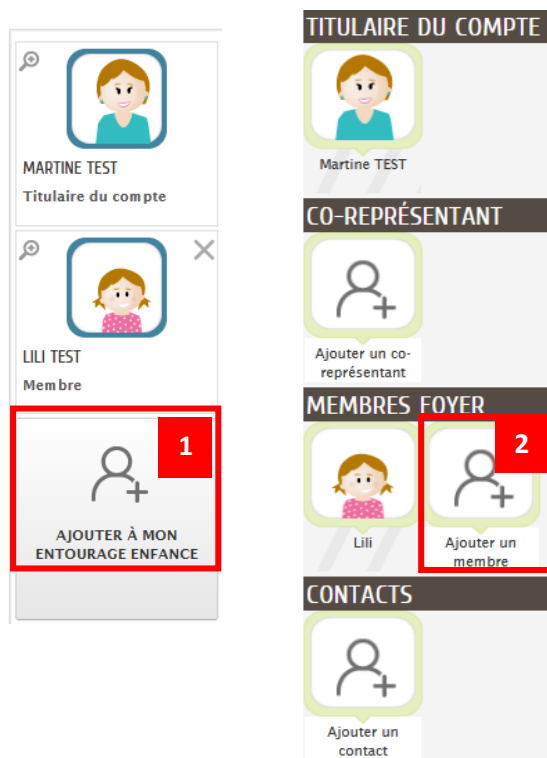 MARTINE TEST
Titulaire du compte
LILI TEST
Membre
1
AJOUTER À MON
ENTOURAGE ENFANCE
TITULAIRE DU COMPTE
Martine TEST
CO-REPRÉSENTANT
Ajouter un co-
représentant
MEMBRES FOYER
2
Lili
Ajouter un
membre
CONTACTS
Ajouter un
contact